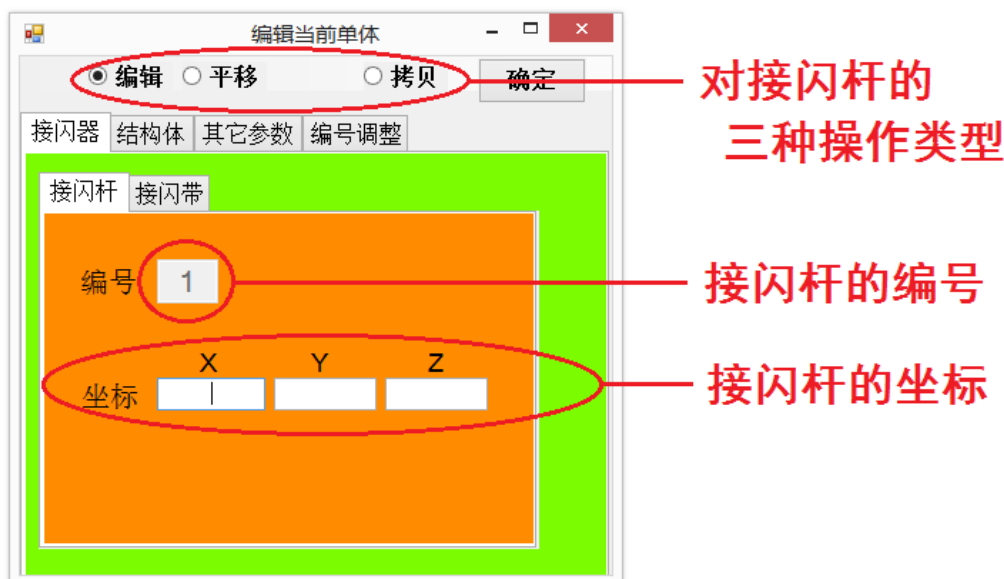 编辑当前单体
编辑 平移 拷贝 确定
对接闪杆的
三种操作类型
接闪器 结构体 其它参数 编号调整
接闪杆 接闪带
编号 1
接闪杆的编号
X Y Z
坐标
接闪杆的坐标